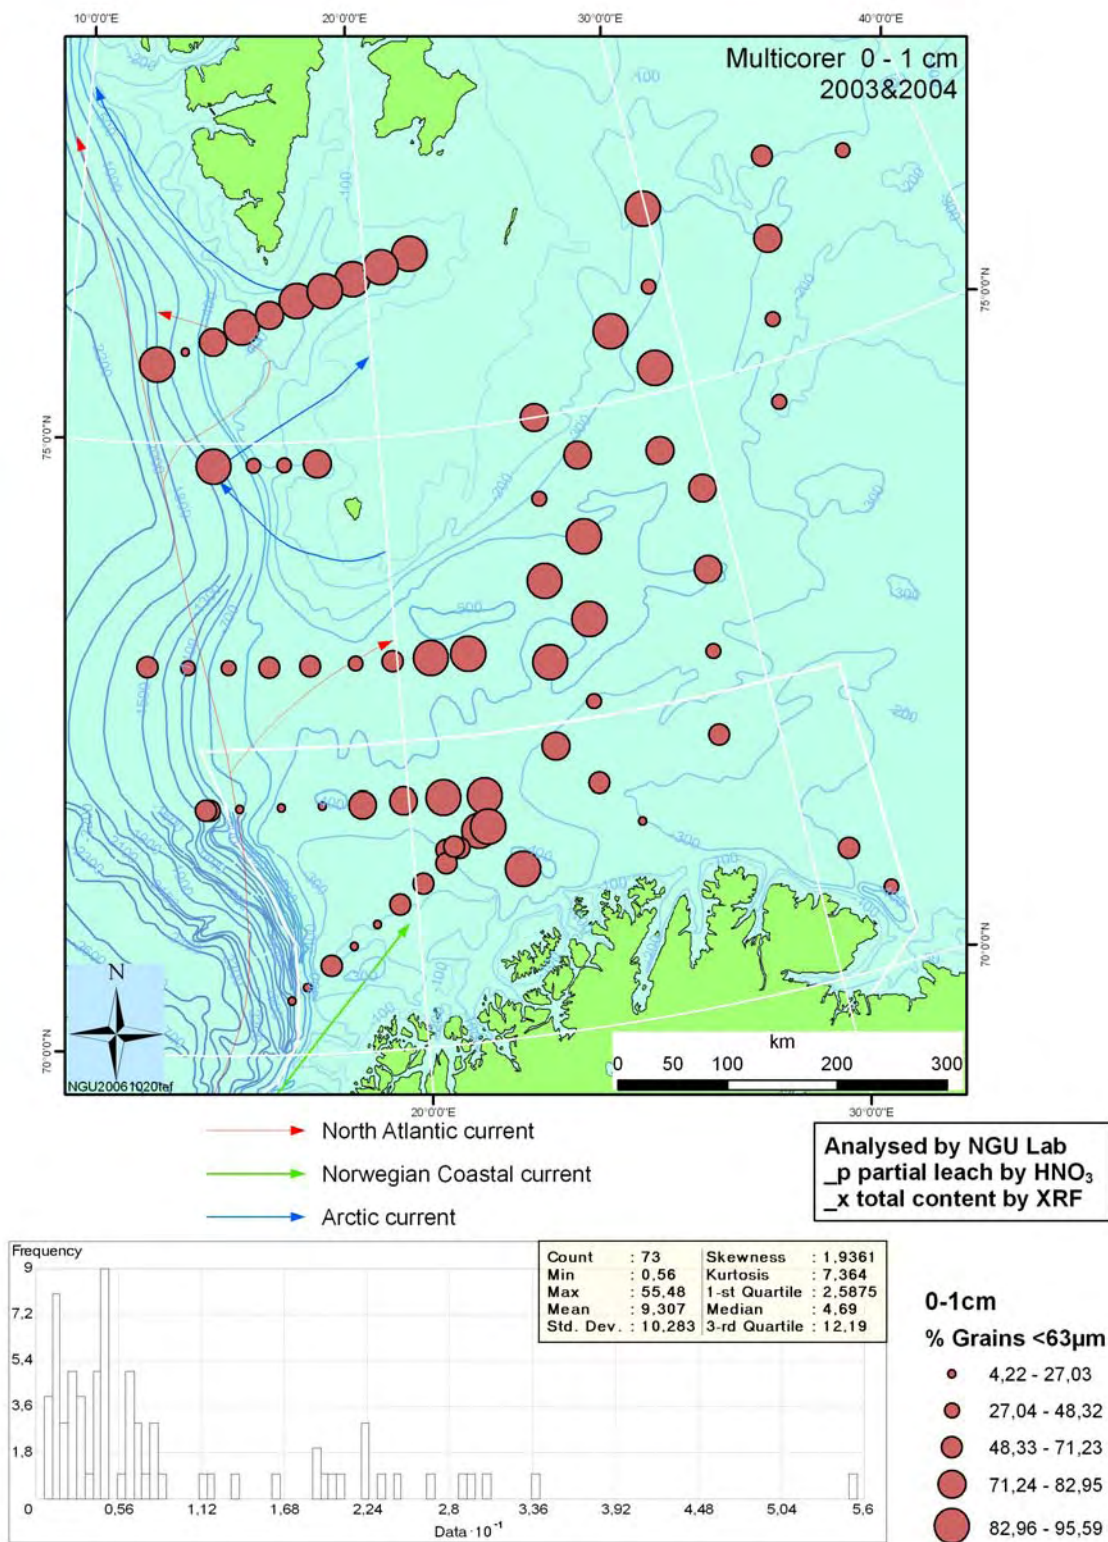 10°0'0"E 20°0'0"E 30°0'0"E 40°0'0"E
Multicorer 0 - 1 cm
2003&2004
75°0'0"N
75°0'0"N
70°0'0"N
70°0'0"N
N
NGU20061020tef
km
0 50 100 200 300
20°0'0"E 30°0'0"E
North Atlantic current
Norwegian Coastal current
Arctic current
Analysed by NGU Lab
_p partial leach by HNO₃
_x total content by XRF
Frequency
9
7,2
5,4
3,6
1,8
0 0,56 1,12 1,68 2,24 2,8 3,36 3,92 4,48 5,04 5,6
Data · 10⁻¹
Count : 73 Skewness : 1,9361
Min : 0,56 Kurtosis : 7,364
Max : 55,48 1-st Quartile : 2,5875
Mean : 9,307 Median : 4,69
Std. Dev. : 10,283 3-rd Quartile : 12,19
0-1cm
% Grains <63µm
4,22 - 27,03
27,04 - 48,32
48,33 - 71,23
71,24 - 82,95
82,96 - 95,59